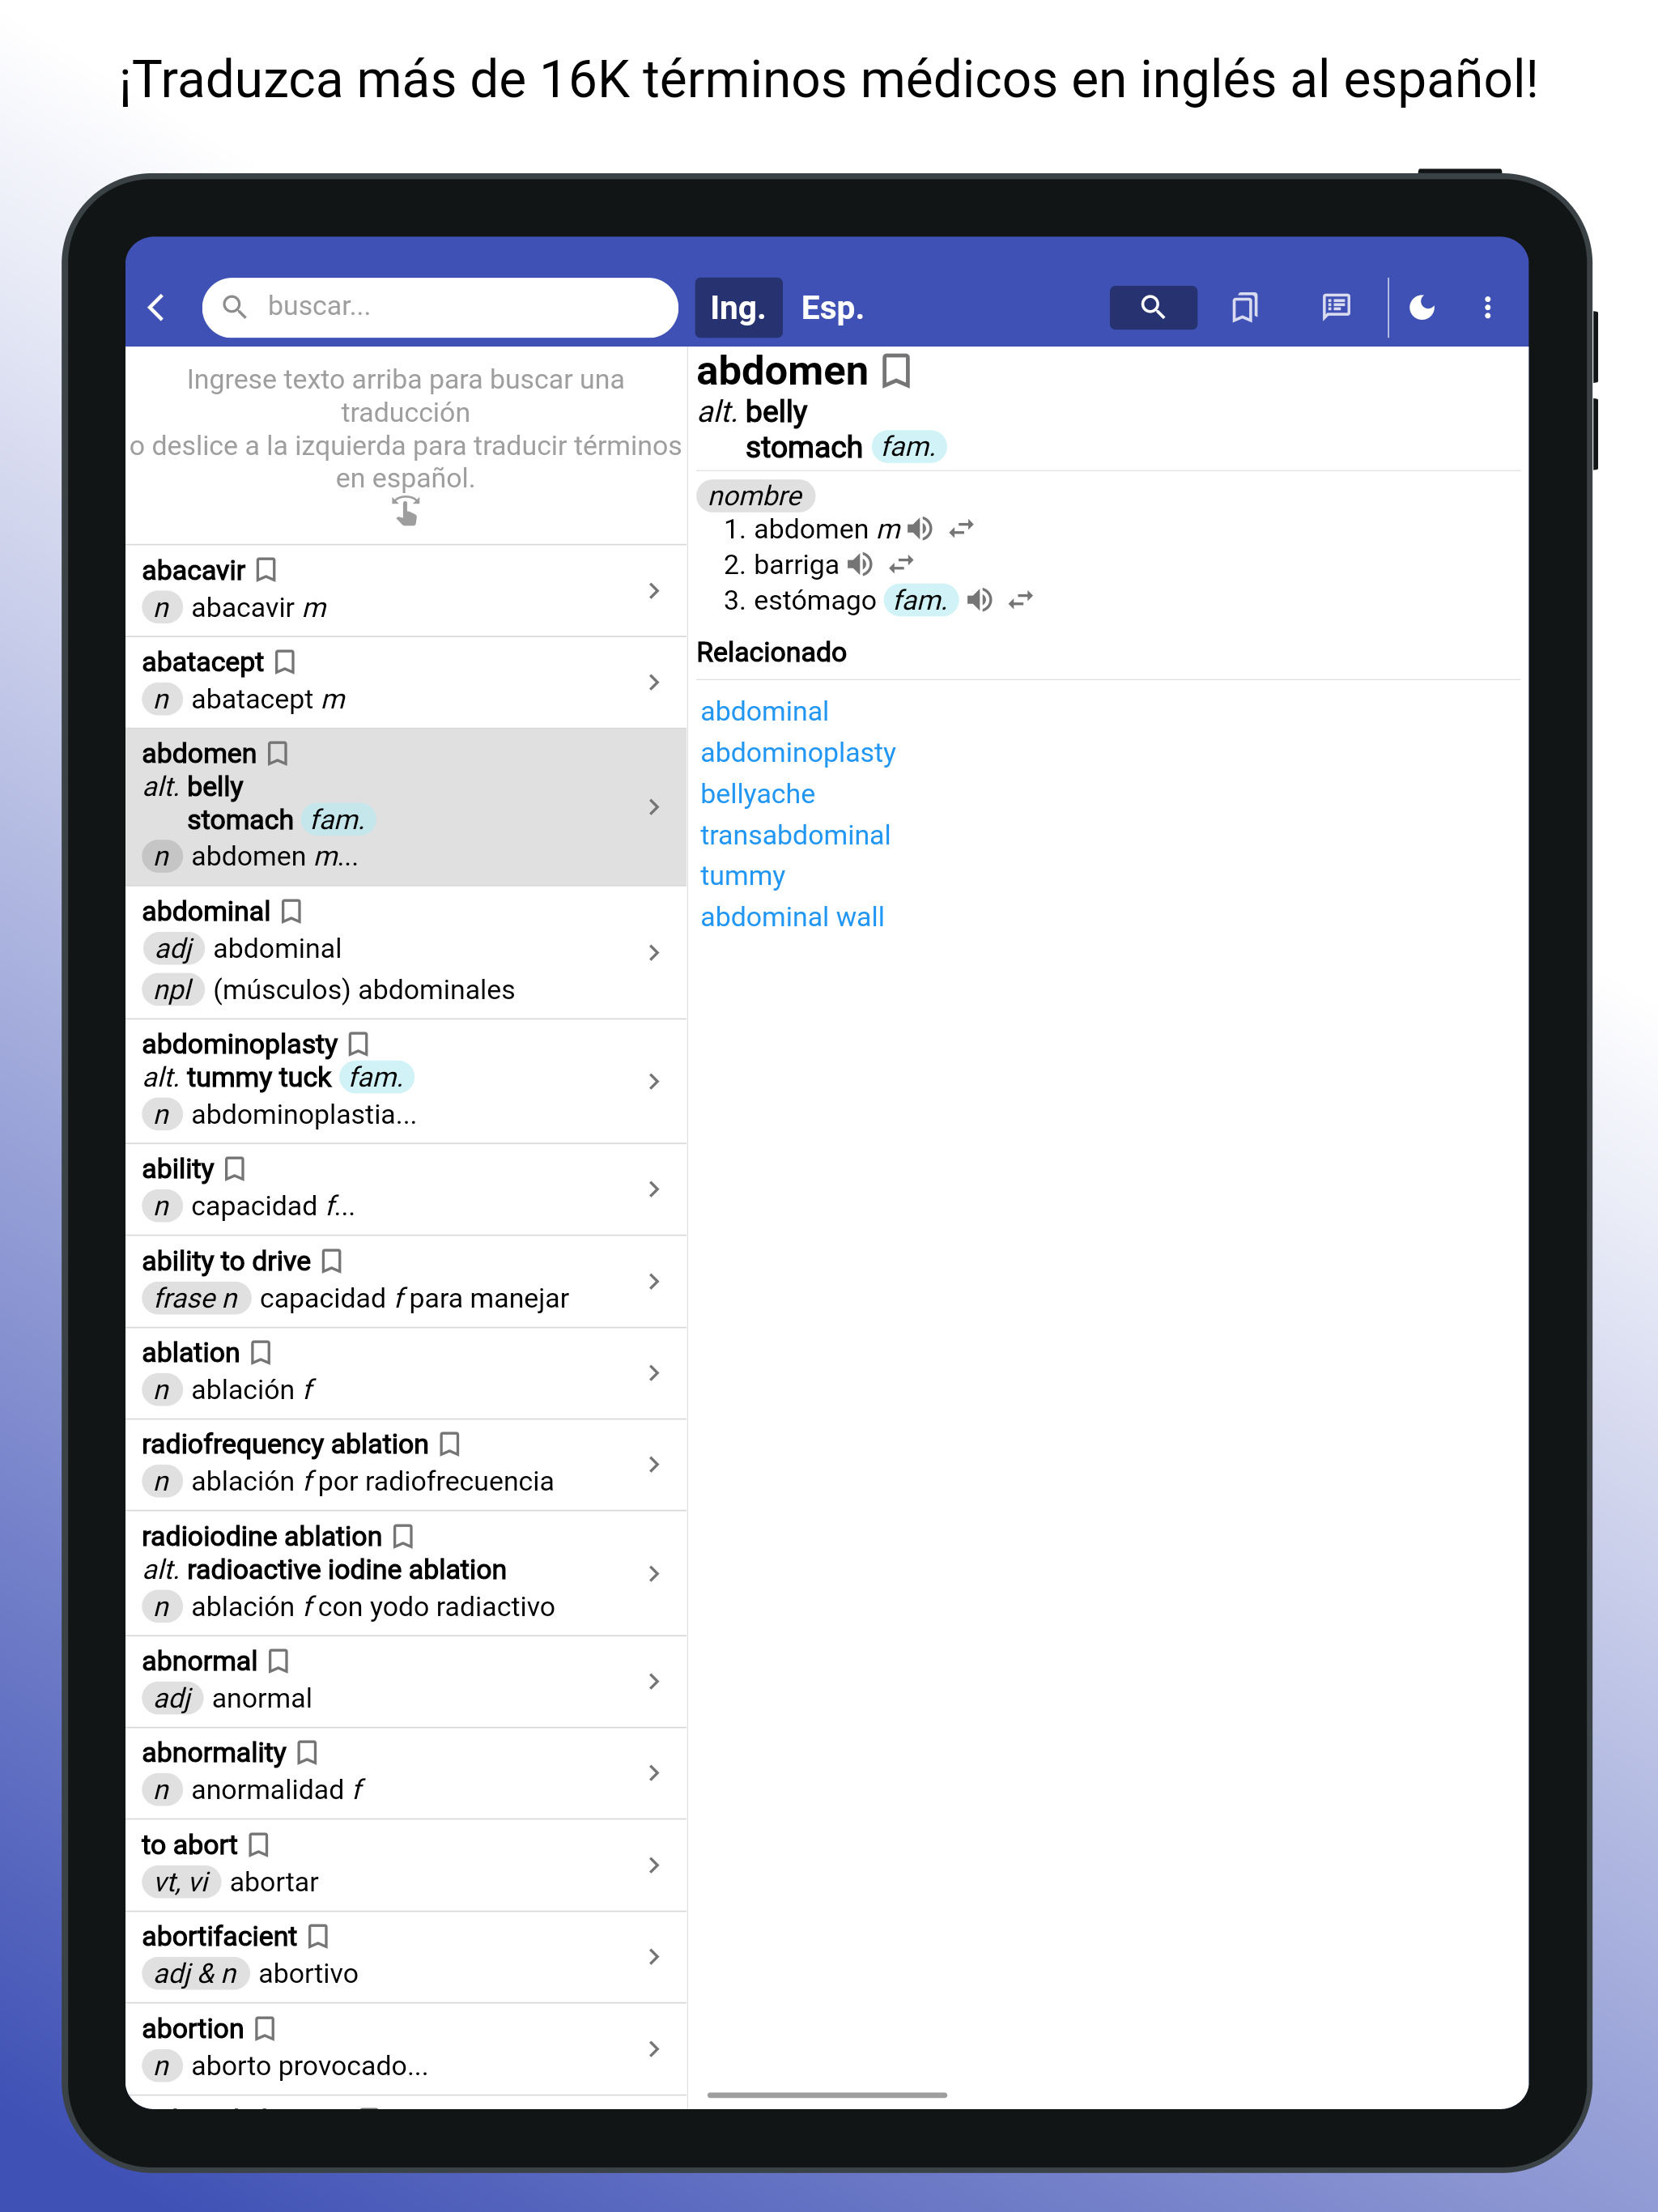 ¡Traduzca más de 16K términos médicos en inglés al español!
buscar...
Ing.
Esp.
Ingrese texto arriba para buscar una
traducción
o deslice a la izquierda para traducir términos
en español.
abacavir
n abacavir m
abatacept
n abatacept m
abdomen
alt. belly
stomach fam.
n abdomen m...
abdominal
adj abdominal
npl (músculos) abdominales
abdominoplasty
alt. tummy tuck fam.
n abdominoplastia...
ability
n capacidad f...
ability to drive
frase n capacidad f para manejar
ablation
n ablación f
radiofrequency ablation
n ablación f por radiofrecuencia
radioiodine ablation
alt. radioactive iodine ablation
n ablación f con yodo radiactivo
abnormal
adj anormal
abnormality
n anormalidad f
to abort
vt, vi abortar
abortifacient
adj & n abortivo
abortion
n aborto provocado...
abdomen
alt. belly
stomach fam.
nombre
1. abdomen m
2. barriga
3. estómago fam.
Relacionado
abdominal
abdominoplasty
bellyache
transabdominal
tummy
abdominal wall